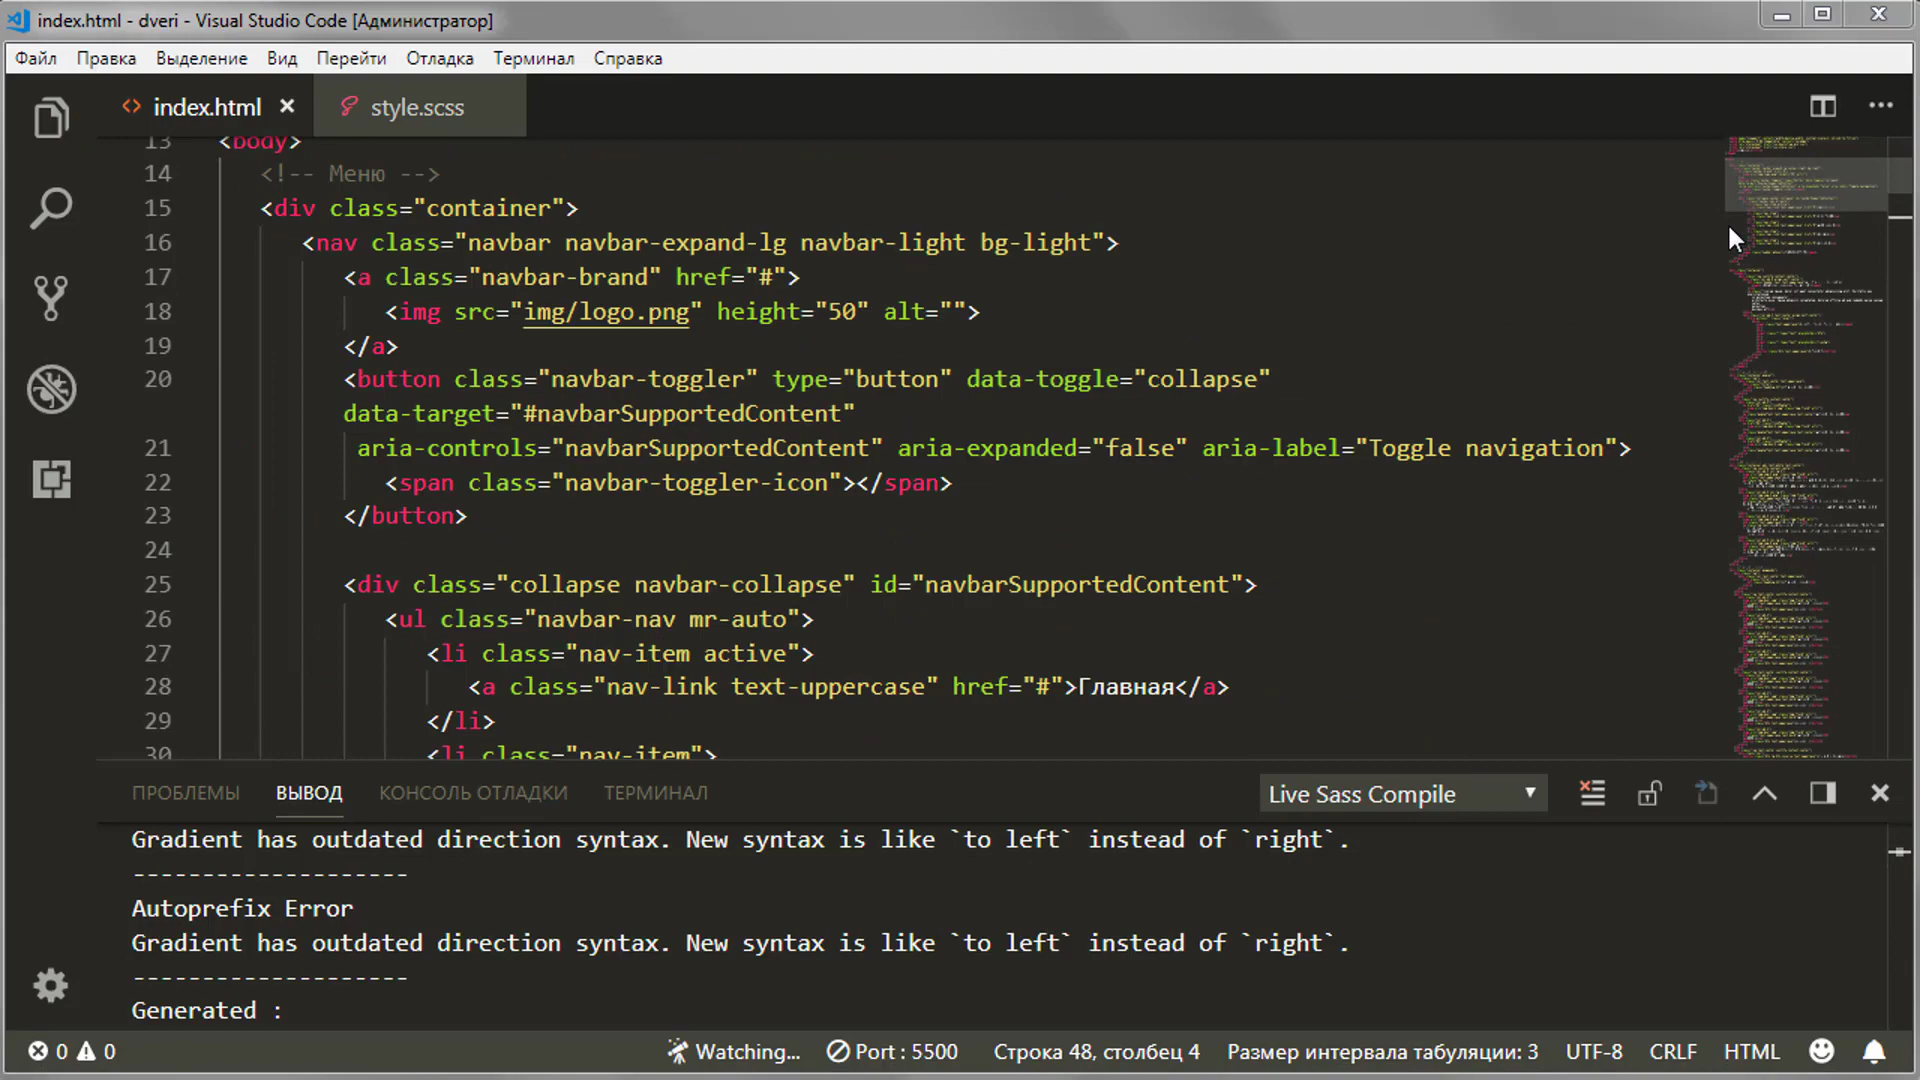 index.html - dveri - Visual Studio Code [Администратор]
Файл Правка Выделение Вид Перейти Отладка Терминал Справка
index.html style.scss
13 <body>
14 <!-- Меню -->
15 <div class="container">
16 <nav class="navbar navbar-expand-lg navbar-light bg-light">
17 <a class="navbar-brand" href="#">
18 <img src="img/logo.png" height="50" alt="">
19 </a>
20 <button class="navbar-toggler" type="button" data-toggle="collapse"
data-target="#navbarSupportedContent"
21 aria-controls="navbarSupportedContent" aria-expanded="false" aria-label="Toggle navigation">
22 <span class="navbar-toggler-icon"></span>
23 </button>
24
25 <div class="collapse navbar-collapse" id="navbarSupportedContent">
26 <ul class="navbar-nav mr-auto">
27 <li class="nav-item active">
28 <a class="nav-link text-uppercase" href="#">Главная</a>
29 </li>
30 <li class="nav-item">
ПРОБЛЕМЫ ВЫВОД КОНСОЛЬ ОТЛАДКИ ТЕРМИНАЛ Live Sass Compile
Gradient has outdated direction syntax. New syntax is like `to left` instead of `right`.
--------------------
Autoprefix Error
Gradient has outdated direction syntax. New syntax is like `to left` instead of `right`.
--------------------
Generated :
0 0 Watching... Port : 5500 Строка 48, столбец 4 Размер интервала табуляции: 3 UTF-8 CRLF HTML